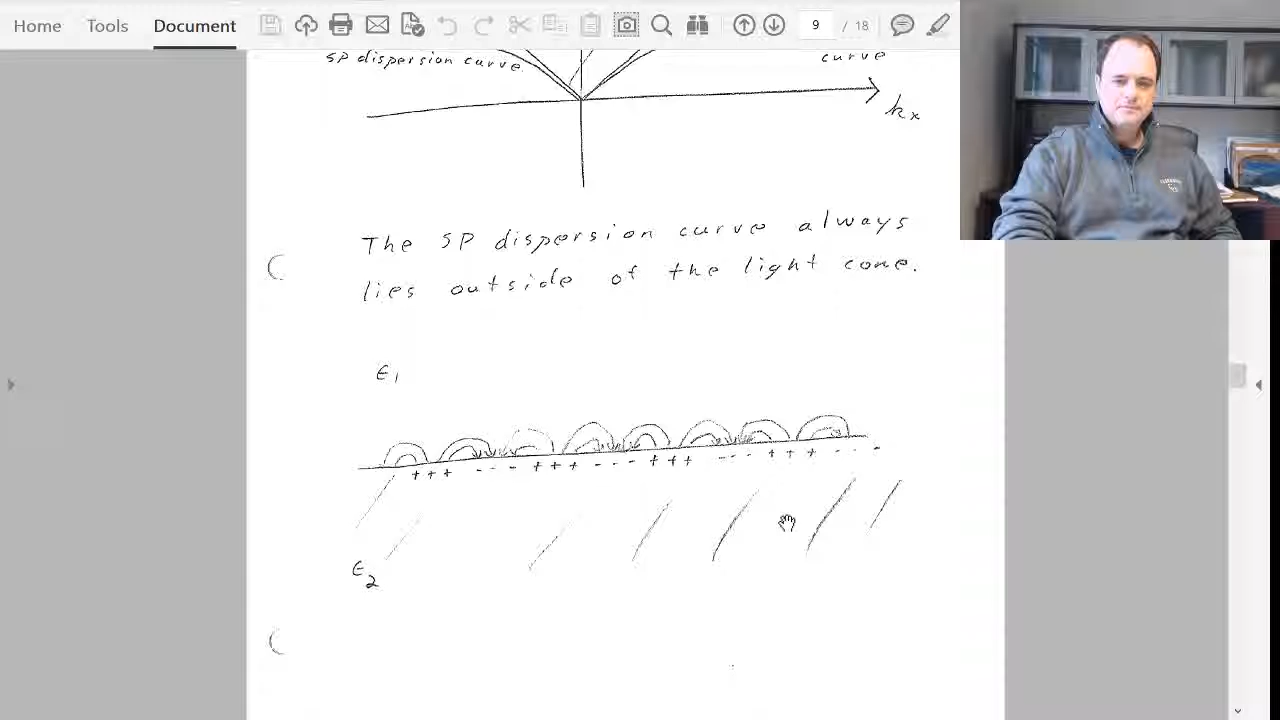 Home Tools Document 9 / 18
SP dispersion curve
curve
kx
The SP dispersion curve always
lies outside of the light cone.
ε1
+++ --- +++ --- +++ --- +++ ---
ε2